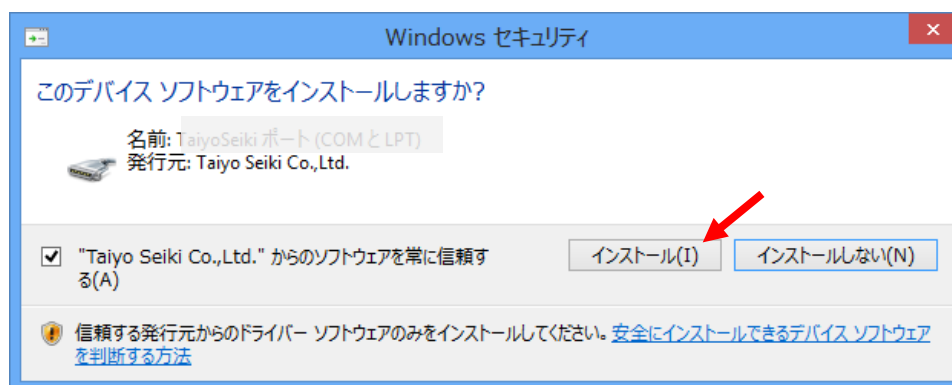 Windows セキュリティ
このデバイス ソフトウェアをインストールしますか?
名前: TaiyoSeiki ポート (COM と LPT)
発行元: Taiyo Seiki Co.,Ltd.
"Taiyo Seiki Co.,Ltd." からのソフトウェアを常に信頼す
る(A)
インストール(I)
インストールしない(N)
信頼する発行元からのドライバー ソフトウェアのみをインストールしてください。安全にインストールできるデバイス ソフトウェア
を判断する方法